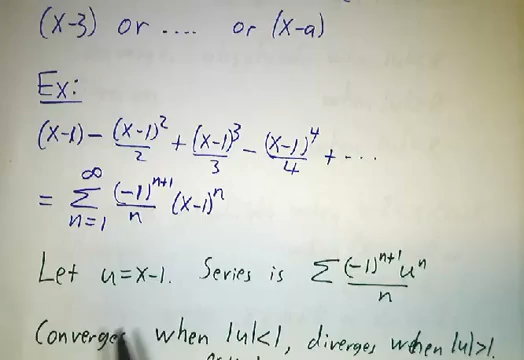 (x-3) or .... or (x-a)
Ex:
(x-1) - (x-1)²/2 + (x-1)³/3 - (x-1)⁴/4 + ...
= ∑_{n=1}^{∞} (-1)^{n+1}/n (x-1)^n
Let u=x-1. Series is ∑ (-1)^{n+1} u^n / n
Converges when |u|<1, diverges when |u|>1.